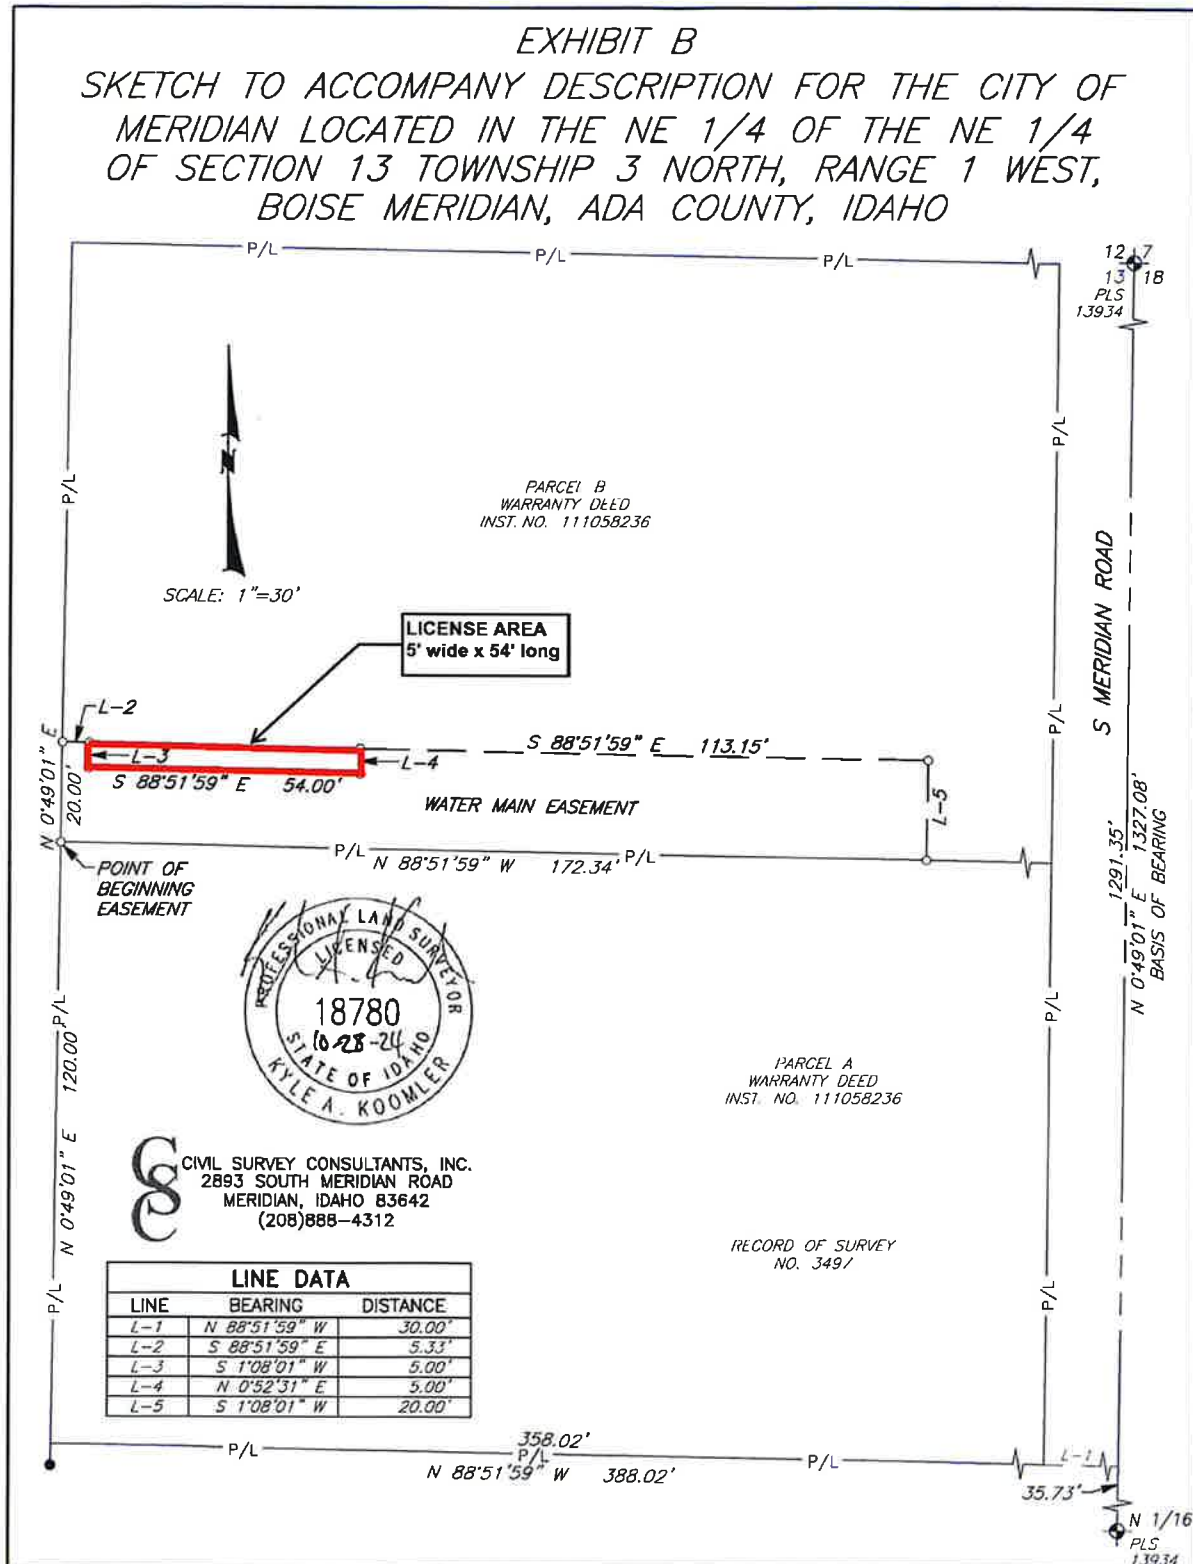 EXHIBIT B
SKETCH TO ACCOMPANY DESCRIPTION FOR THE CITY OF
MERIDIAN LOCATED IN THE NE 1/4 OF THE NE 1/4
OF SECTION 13 TOWNSHIP 3 NORTH, RANGE 1 WEST,
BOISE MERIDIAN, ADA COUNTY, IDAHO
P/L P/L P/L
12 7
13 18
PLS
13934
P/L
P/L
N
PARCEL B
WARRANTY DEED
INST. NO. 111058236
SCALE: 1"=30'
LICENSE AREA
5' wide x 54' long
S MERIDIAN ROAD
P/L
L-2
L-3
L-4
S 88°51'59" E 113.15'
S 88°51'59" E 54.00'
N 0°49'01" E
20.00'
WATER MAIN EASEMENT
L-5
P/L P/L
N 88°51'59" W 172.34'
POINT OF
BEGINNING
EASEMENT
1291.35'
N 0°49'01" E 1327.08'
BASIS OF BEARING
PROFESSIONAL LAND SURVEYOR
LICENSED
18780
10-28-24
STATE OF IDAHO
KYLE A. KOOMLER
P/L
P/L
N 0°49'01" E 120.00'
PARCEL A
WARRANTY DEED
INST. NO. 111058236
CSC
CIVIL SURVEY CONSULTANTS, INC.
2893 SOUTH MERIDIAN ROAD
MERIDIAN, IDAHO 83642
(208)888-4312
RECORD OF SURVEY
P/L
P/L
LINE DATA
LINE BEARING DISTANCE
L-1 N 88°51'59" W 30.00'
L-2 S 88°51'59" E 5.33'
L-3 S 1°08'01" W 5.00'
L-4 N 0°52'31" E 5.00'
L-5 S 1°08'01" W 20.00'
358.02'
P/L P/L P/L
N 88°51'59" W 388.02'
L-1
35.73'
N 1/16
PLS
13934